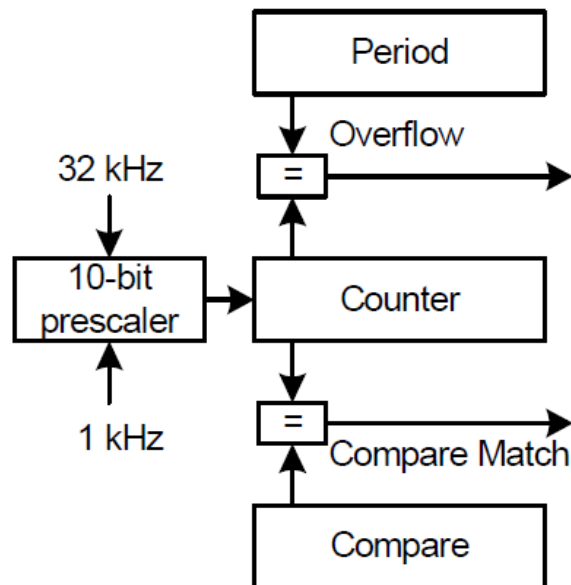 Period
Overflow
=
32 kHz
10-bit
prescaler
Counter
1 kHz
=
Compare Match
Compare